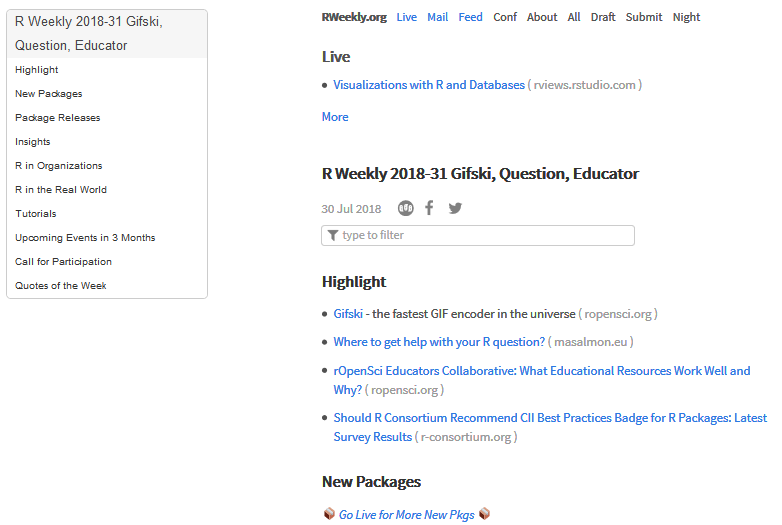 R Weekly 2018-31 Gifski,
Question, Educator
Highlight
New Packages
Package Releases
Insights
R in Organizations
R in the Real World
Tutorials
Upcoming Events in 3 Months
Call for Participation
Quotes of the Week
RWeekly.org Live Mail Feed Conf About All Draft Submit Night
Live
Visualizations with R and Databases ( rviews.rstudio.com )
More
R Weekly 2018-31 Gifski, Question, Educator
30 Jul 2018
type to filter
Highlight
Gifski - the fastest GIF encoder in the universe ( ropensci.org )
Where to get help with your R question? ( masalmon.eu )
rOpenSci Educators Collaborative: What Educational Resources Work Well and
Why? ( ropensci.org )
Should R Consortium Recommend CII Best Practices Badge for R Packages: Latest
Survey Results ( r-consortium.org )
New Packages
Go Live for More New Pkgs